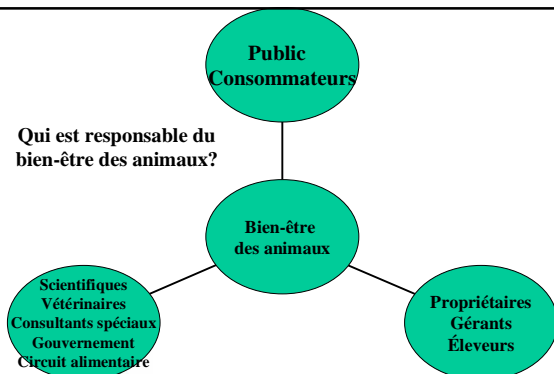 Public
Consommateurs
Qui est responsable du
bien-être des animaux?
Bien-être
des animaux
Scientifiques
Vétérinaires
Consultants spéciaux
Gouvernement
Circuit alimentaire
Propriétaires
Gérants
Éleveurs